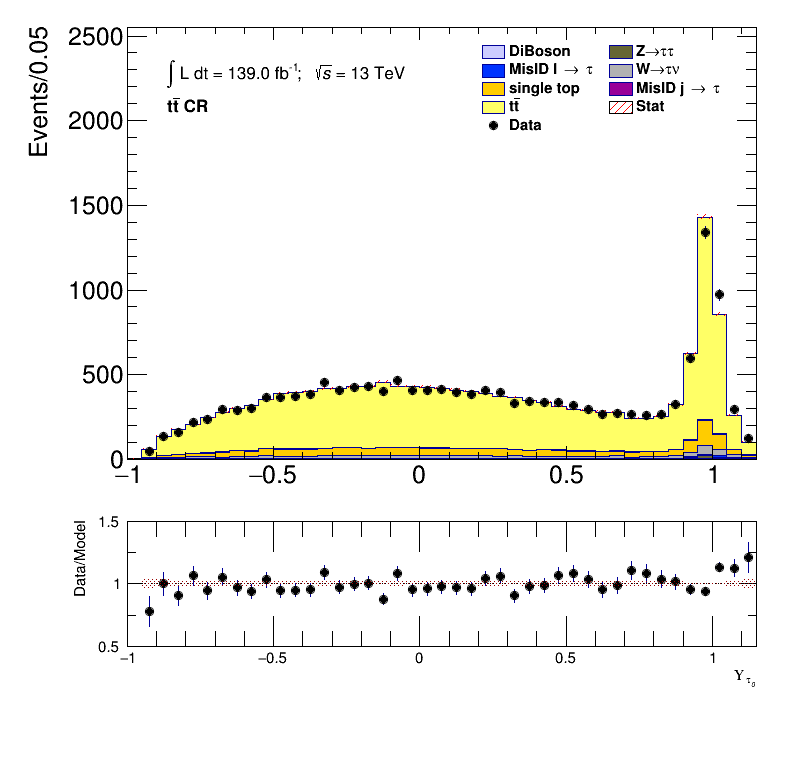 Events/0.05
2500
2000
1500
1000
500
0
∫ L dt = 139.0 fb⁻¹; √s = 13 TeV
tt̄ CR
DiBoson
MisID l → τ
single top
tt̄
Data
Z→ττ
W→τν
MisID j → τ
Stat
−1 −0.5 0 0.5 1
Data/Model
1.5
1
0.5
−1 −0.5 0 0.5 1
Υτ₀